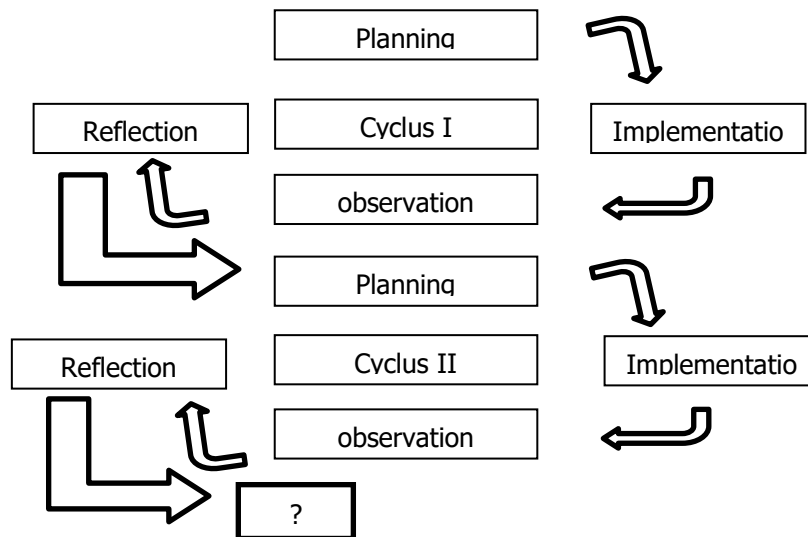 Planning
Reflection
Cyclus I
Implementatio
observation
Planning
Reflection
Cyclus II
Implementatio
observation
?